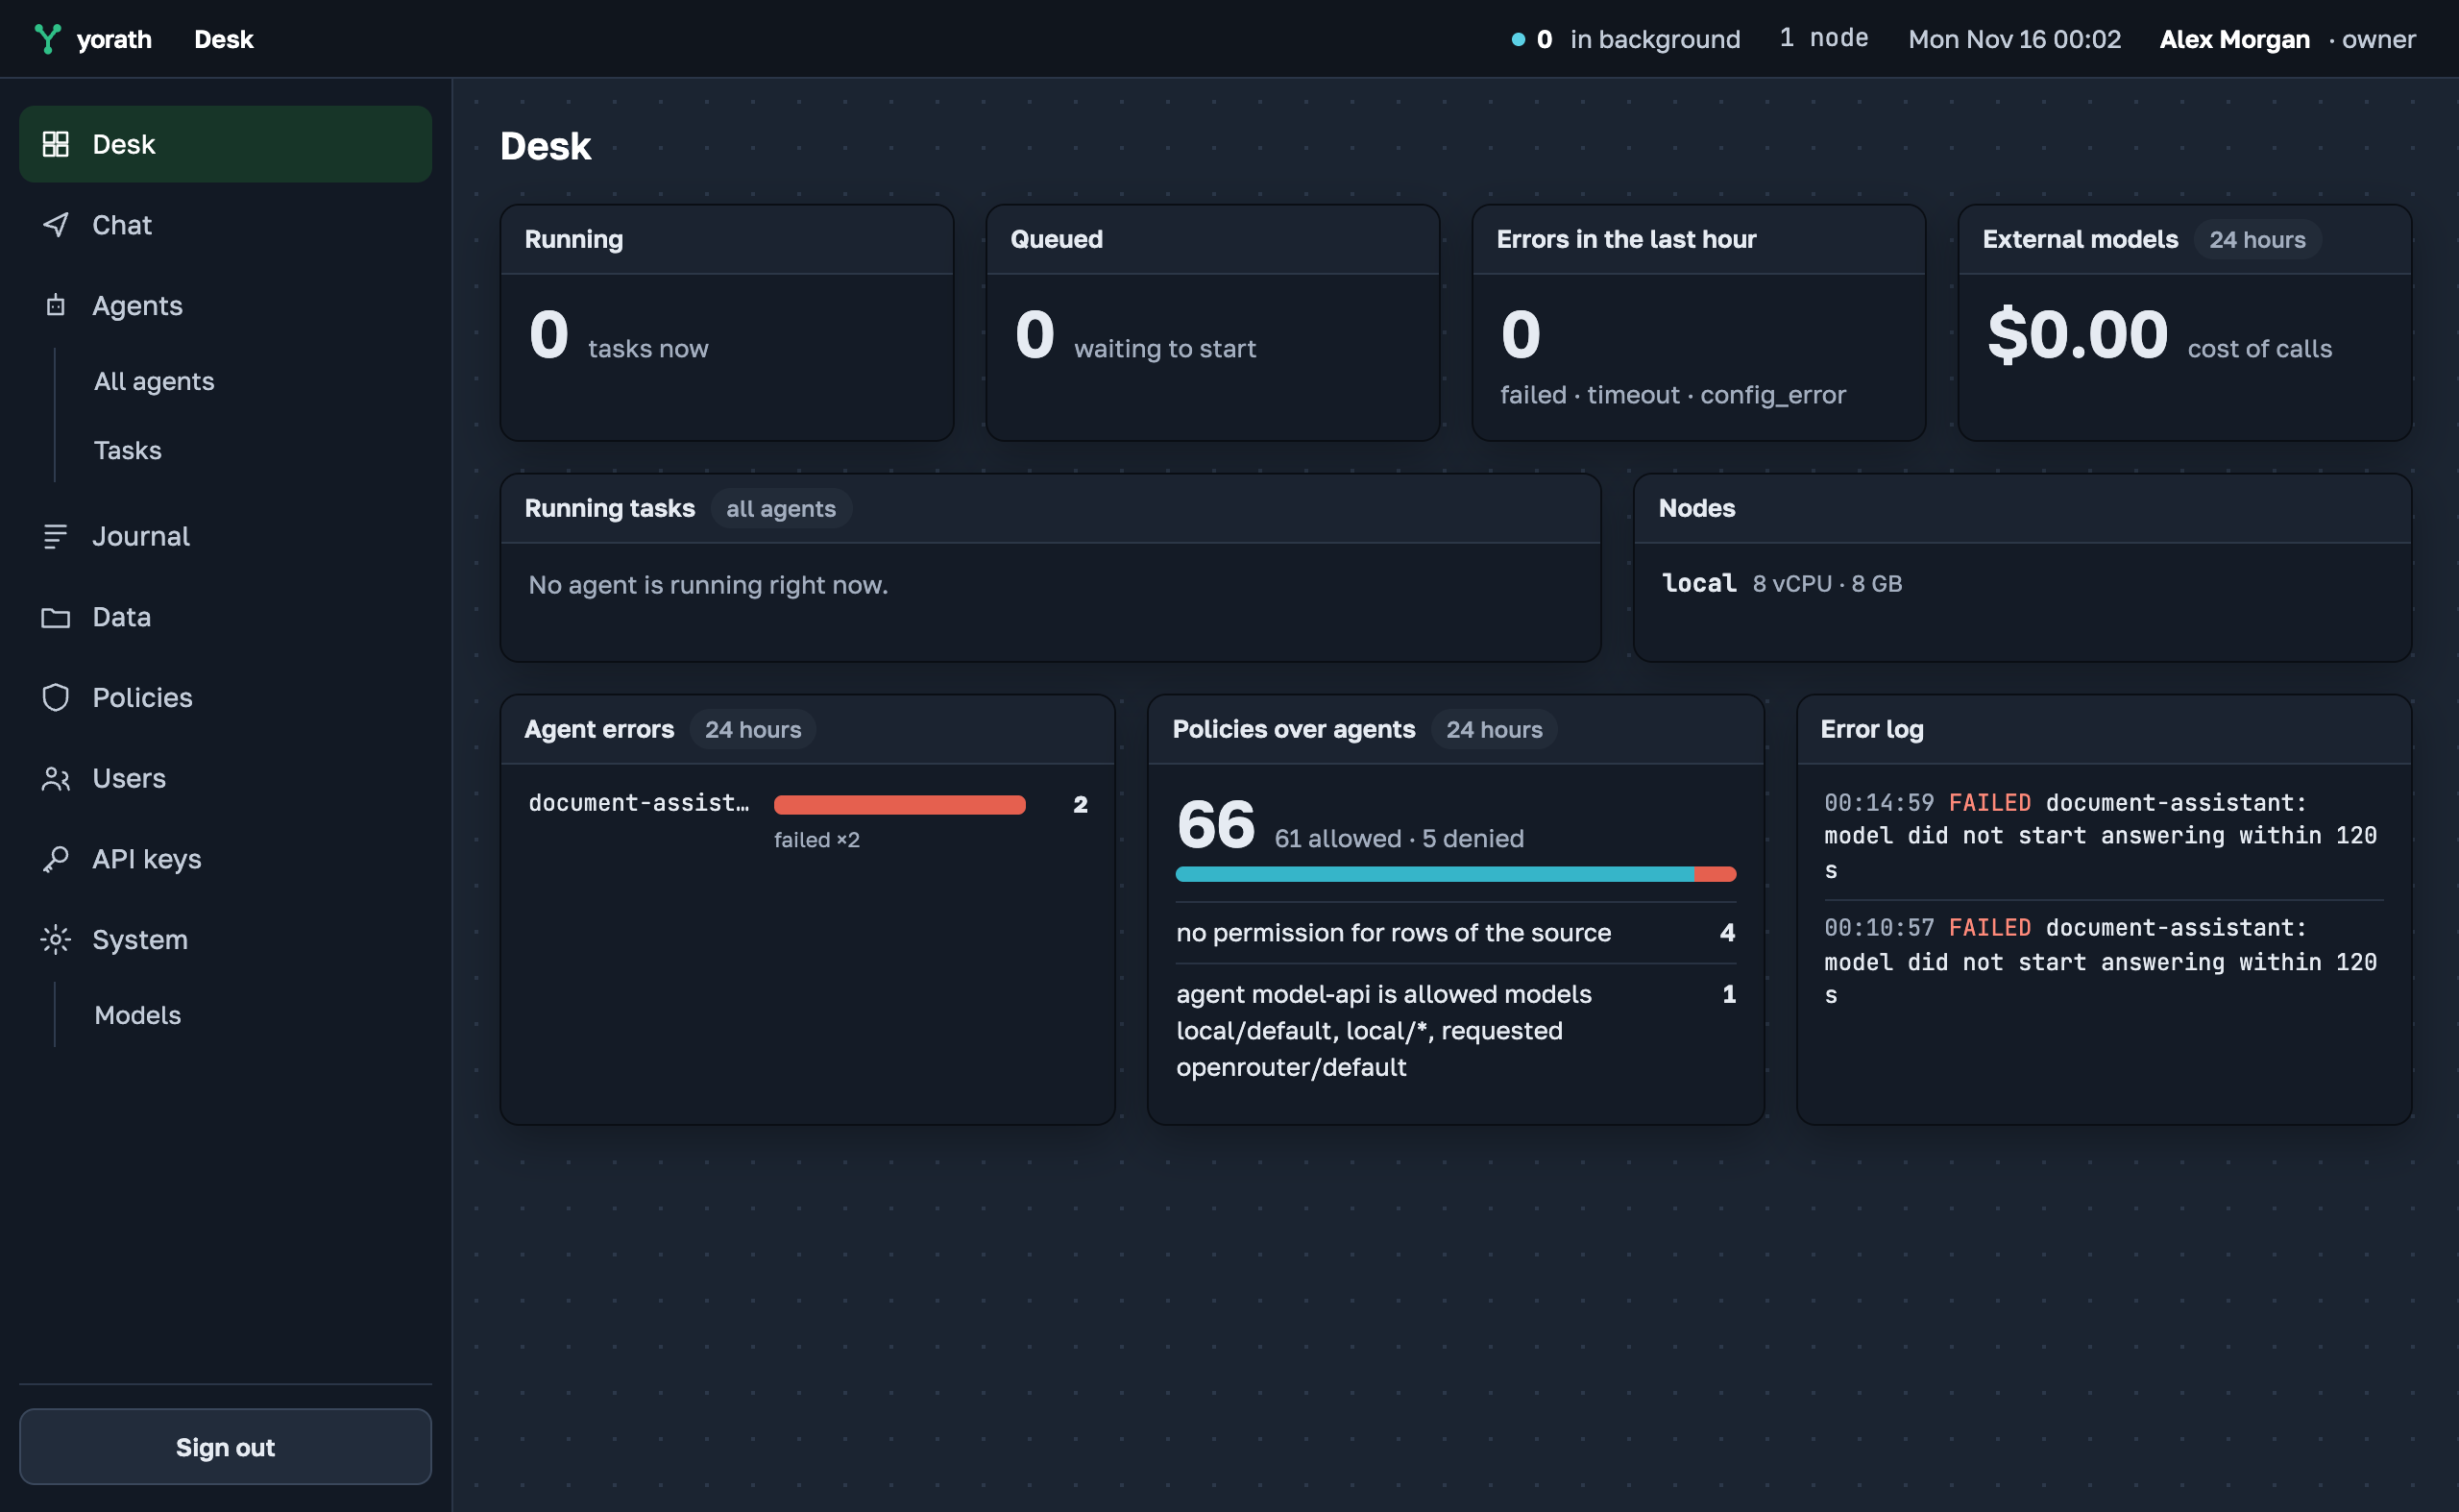 yorath
Desk
0 in background
1 node
Mon Nov 16 00:02
Alex Morgan · owner
Desk
Chat
Agents
All agents
Tasks
Journal
Data
Policies
Users
API keys
System
Models
Sign out
Desk
Running
0 tasks now
Queued
0 waiting to start
Errors in the last hour
0
failed · timeout · config_error
External models 24 hours
$0.00 cost of calls
Running tasks all agents
No agent is running right now.
Nodes
local 8 vCPU · 8 GB
Agent errors 24 hours
document-assist… 2
failed ×2
Policies over agents 24 hours
66 61 allowed · 5 denied
no permission for rows of the source 4
agent model-api is allowed models 1
local/default, local/*, requested
openrouter/default
Error log
00:14:59 FAILED document-assistant:
model did not start answering within 120
s
00:10:57 FAILED document-assistant:
model did not start answering within 120
s